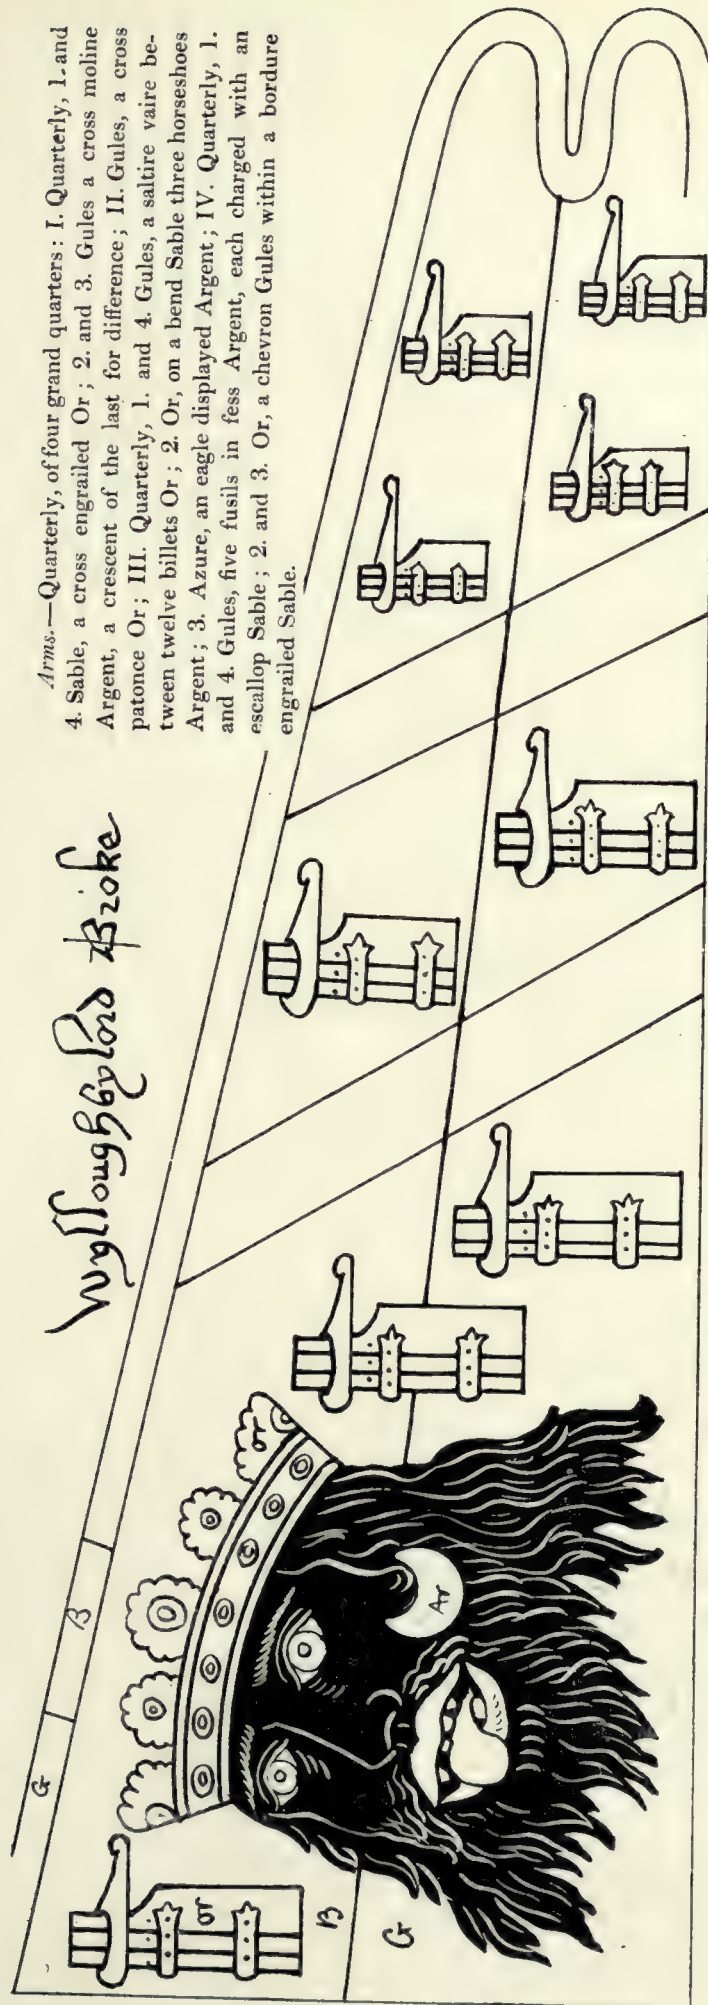 Arms.—Quarterly, of four grand quarters : I. Quarterly, 1. and
4. Sable, a cross engrailed Or ; 2. and 3. Gules a cross moline
Argent, a crescent of the last for difference ; II. Gules, a cross
patonce Or ; III. Quarterly, 1. and 4. Gules, a saltire vaire be-
tween twelve billets Or ; 2. Or, on a bend Sable three horseshoes
Argent ; 3. Azure, an eagle displayed Argent ; IV. Quarterly, 1.
and 4. Gules, five fusils in fess Argent, each charged with an
escallop Sable ; 2. and 3. Or, a chevron Gules within a bordure
engrailed Sable.
Wylloughby lord Broke
G
B
or
or
B
G
Ar